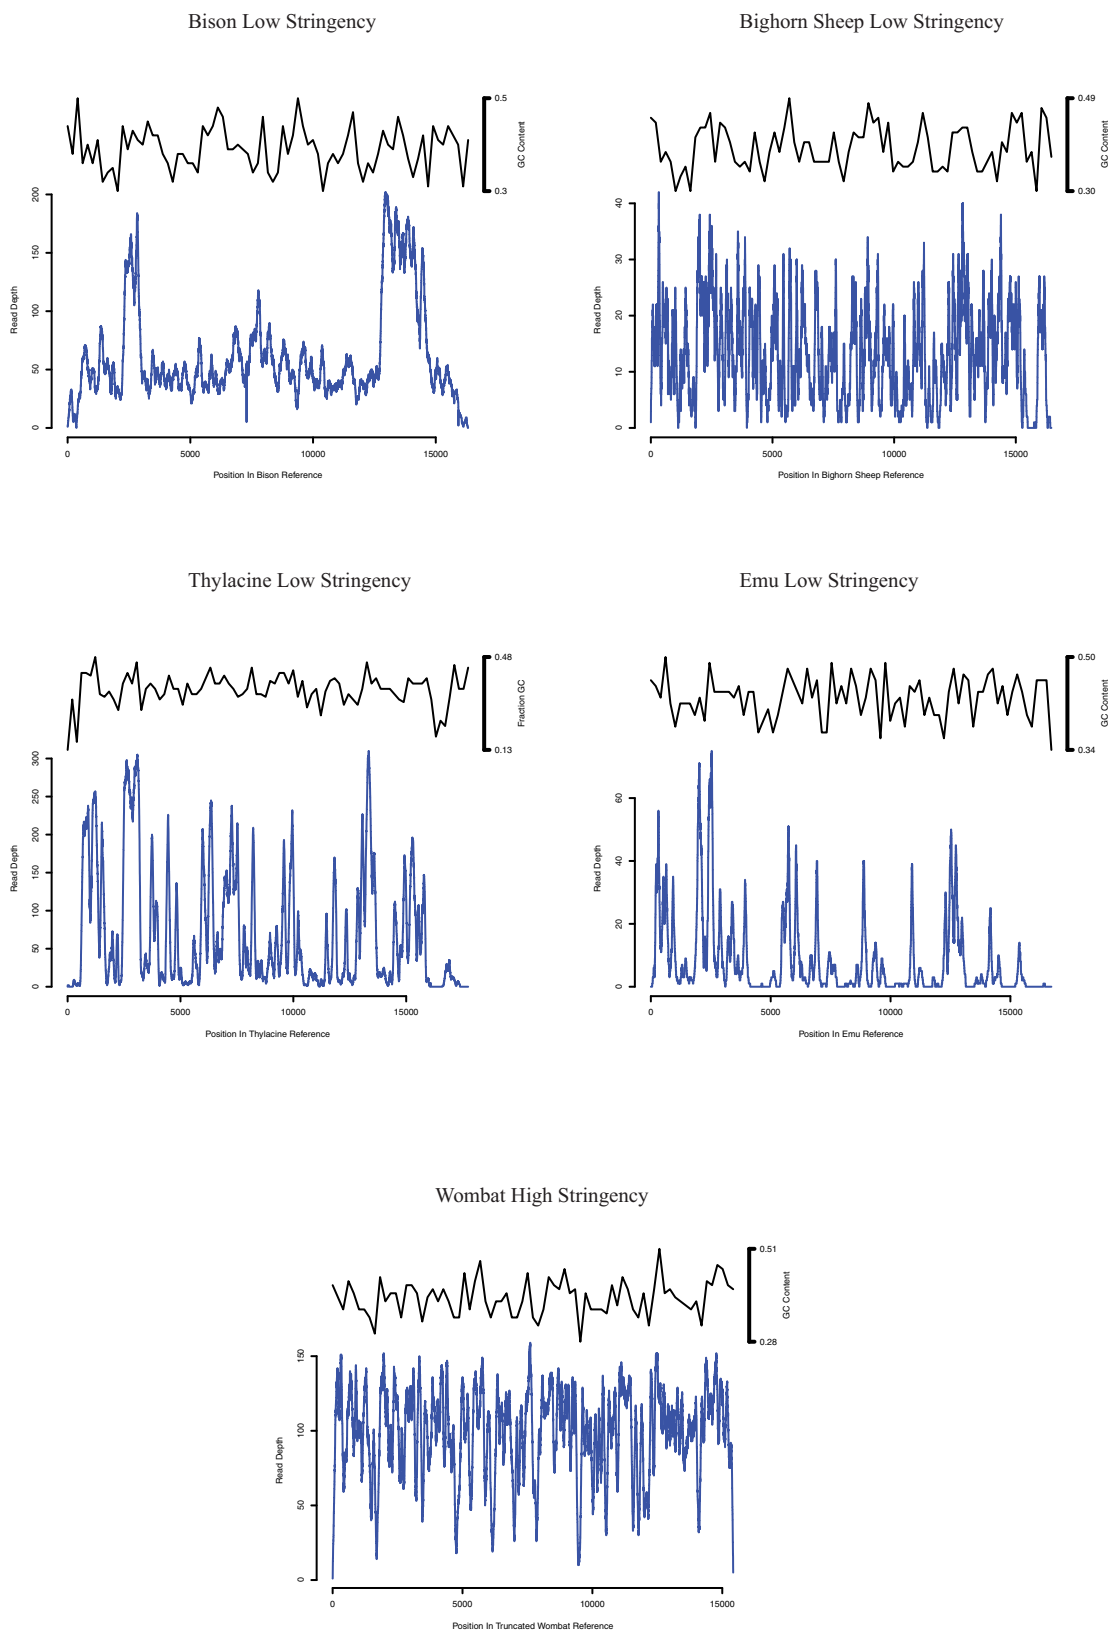 Bison Low Stringency
0.5
GC Content
0.3
200
150
100
50
0
Read Depth
0 5000 10000 15000
Position In Bison Reference
Bighorn Sheep Low Stringency
0.49
GC Content
0.30
40
30
20
10
0
Read Depth
0 5000 10000 15000
Position In Bighorn Sheep Reference
Thylacine Low Stringency
0.48
Fraction GC
0.13
300
250
200
150
100
50
0
Read Depth
0 5000 10000 15000
Position In Thylacine Reference
Emu Low Stringency
0.50
GC Content
0.34
60
40
20
0
Read Depth
0 5000 10000 15000
Position In Emu Reference
Wombat High Stringency
0.51
GC Content
0.28
150
100
50
0
Read Depth
0 5000 10000 15000
Position In Truncated Wombat Reference